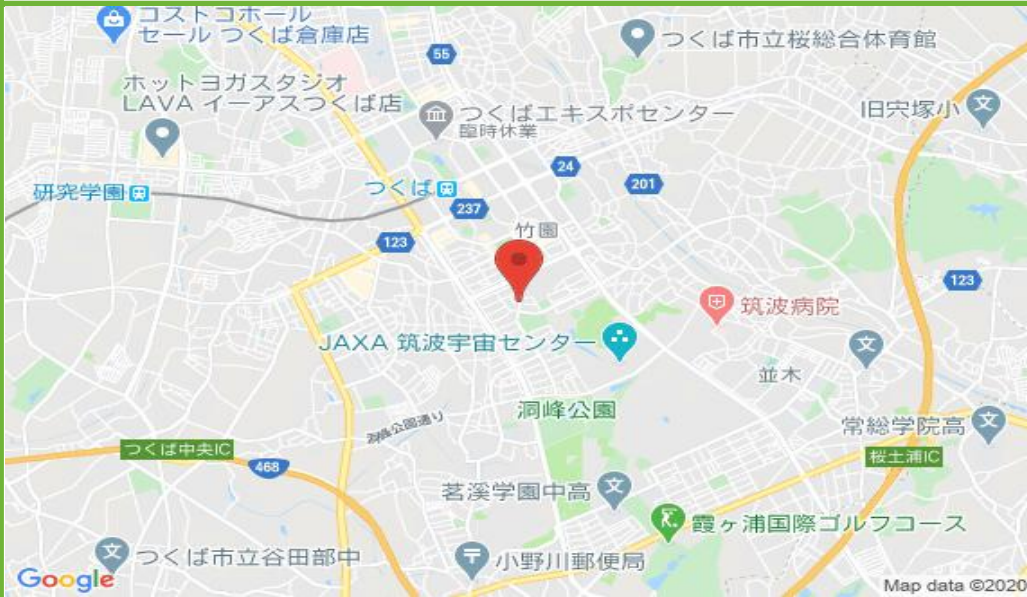 コストコホール
セール つくば倉庫店
55
つくば市立桜総合体育館
ホットヨガスタジオ
LAVA イーアスつくば店
つくばエキスポセンター
臨時休業
旧宍塚小
24
201
研究学園
つくば
237
竹園
123
123
筑波病院
JAXA 筑波宇宙センター
並木
洞峰公園
洞峰公園通り
常総学院高
つくば中央IC
桜土浦IC
468
茗溪学園中高
霞ヶ浦国際ゴルフコース
つくば市立谷田部中
小野川郵便局
Google
Map data ©2020